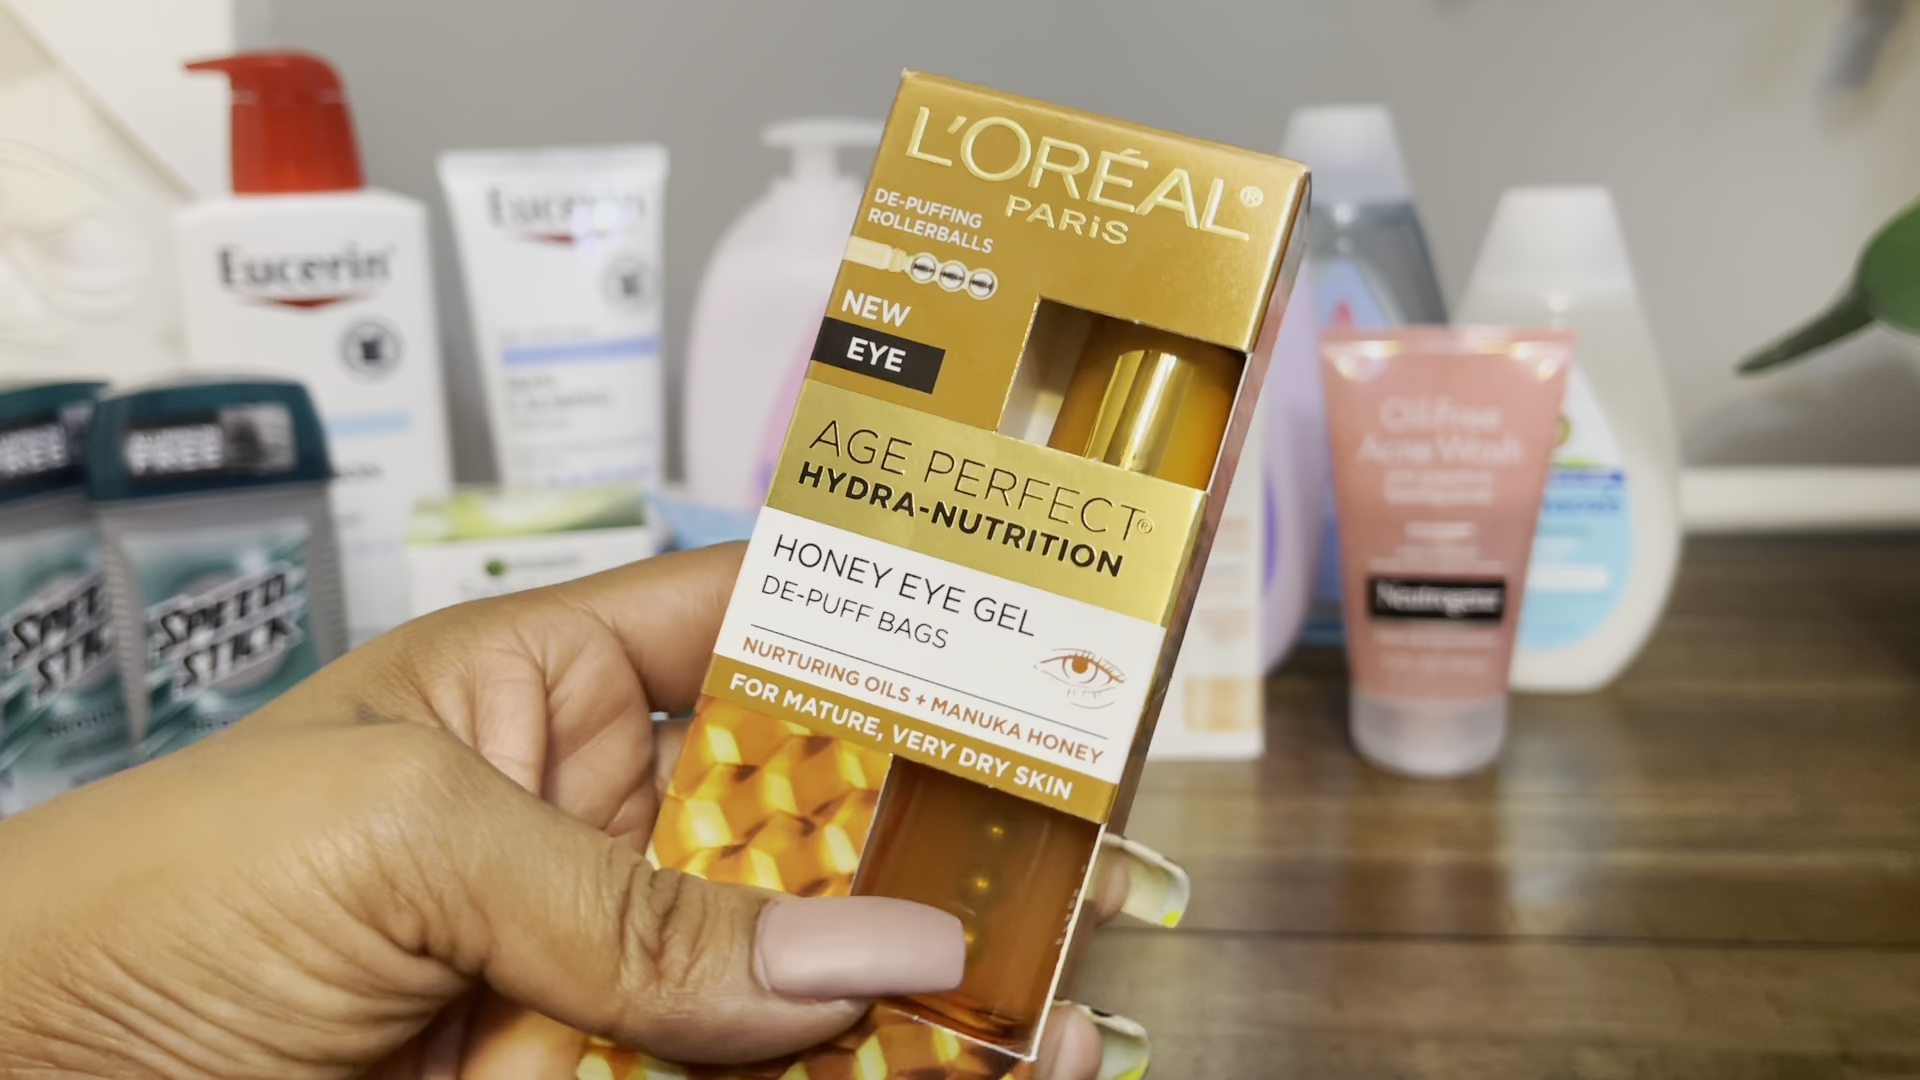 L'ORÉAL®
PARiS
DE-PUFFING
ROLLERBALLS
NEW
EYE
AGE PERFECT®
HYDRA-NUTRITION
HONEY EYE GEL
DE-PUFF BAGS
NURTURING OILS + MANUKA HONEY
FOR MATURE, VERY DRY SKIN
Eucerin
Eucerin
FREE
SPEED
STICK
SPEED
STICK
Oil-Free
Acne Wash
Neutrogena